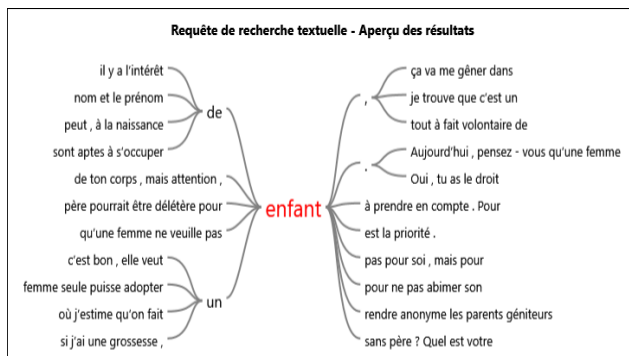 Requête de recherche textuelle - Aperçu des résultats
il y a l'intérêt
nom et le prénom
peut , à la naissance
sont aptes à s'occuper
de
de ton corps , mais attention ,
père pourrait être délétère pour
qu'une femme ne veuille pas
c'est bon , elle veut
femme seule puisse adopter
où j'estime qu'on fait
si j'ai une grossesse ,
un
enfant
,
ça va me gêner dans
je trouve que c'est un
tout à fait volontaire de
.
Aujourd'hui , pensez - vous qu'une femme
Oui , tu as le droit
à prendre en compte . Pour
est la priorité .
pas pour soi , mais pour
pour ne pas abimer son
rendre anonyme les parents géniteurs
sans père ? Quel est votre